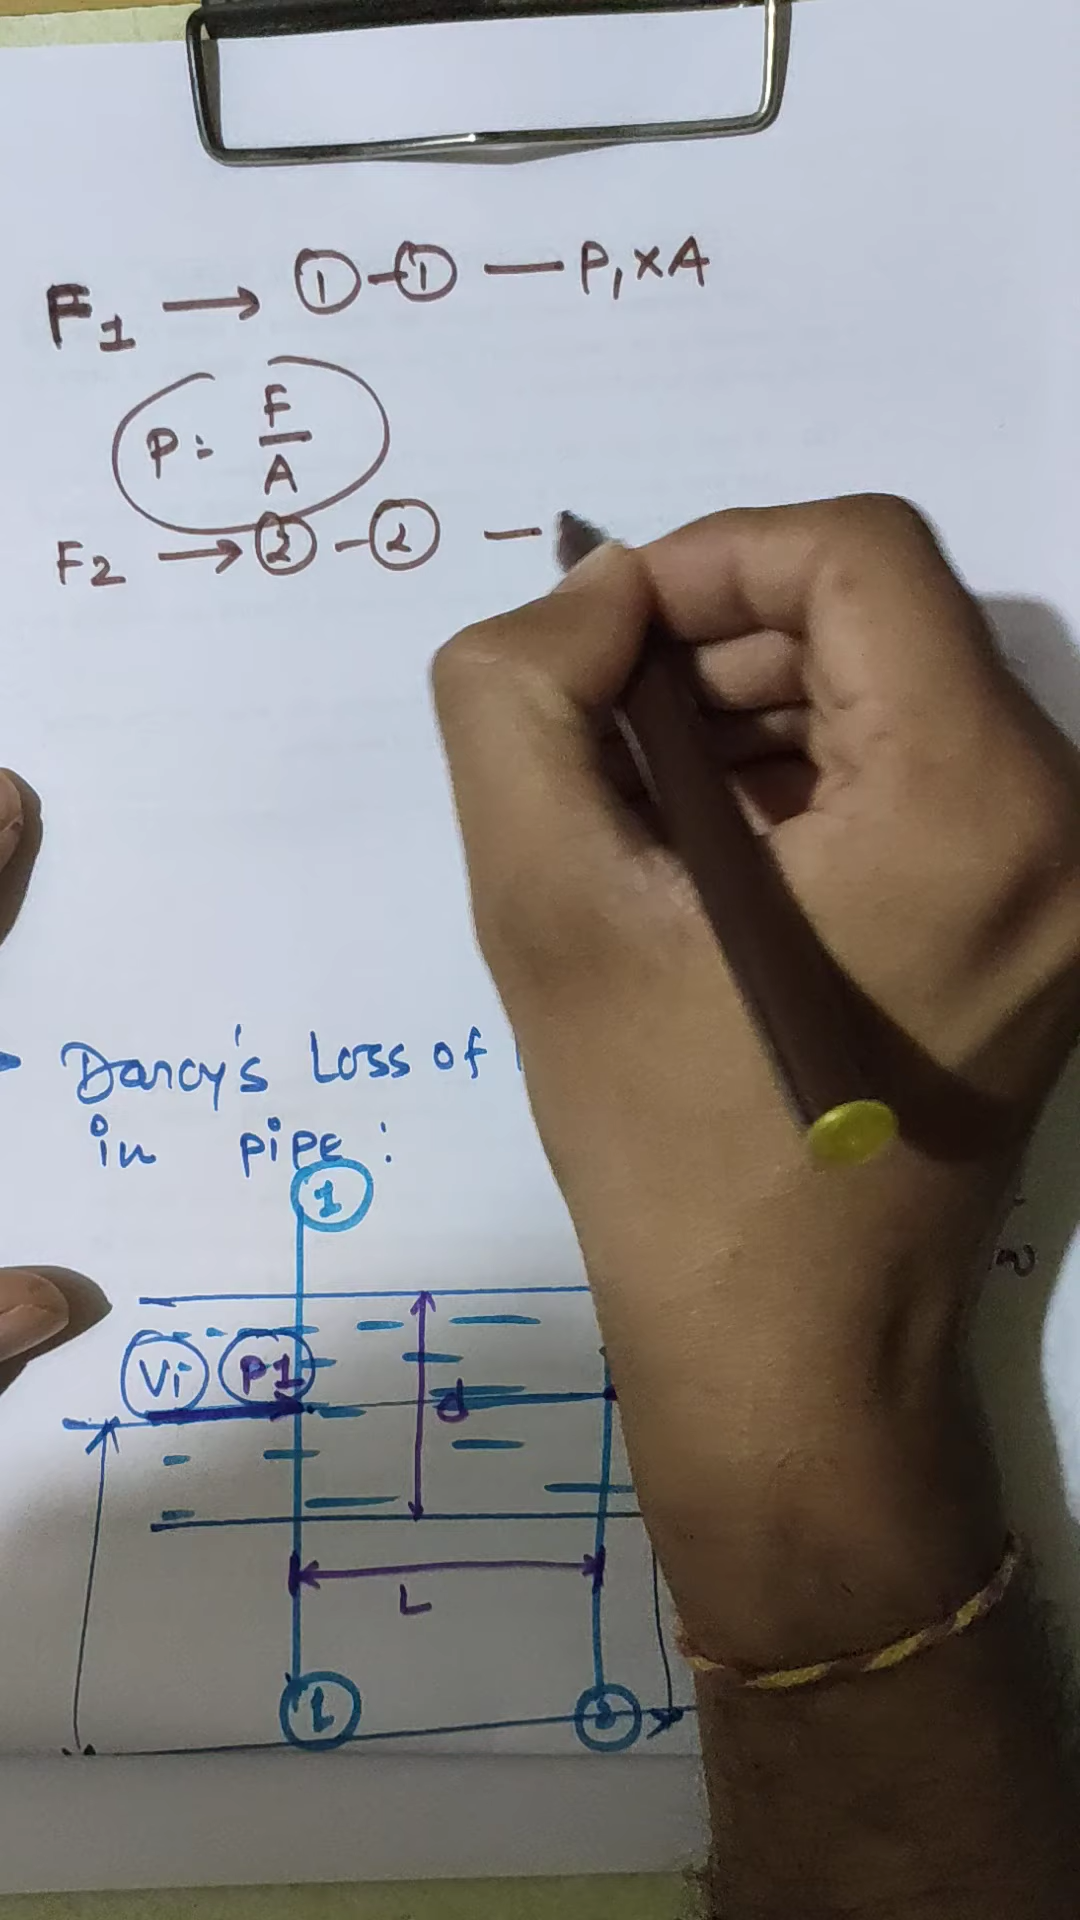 F1 → ① - ① — P1 × A
P = F/A
F2 → ② - ② —
Darcy's Loss of
in pipe :
①
V1 P1
d
L
① ②